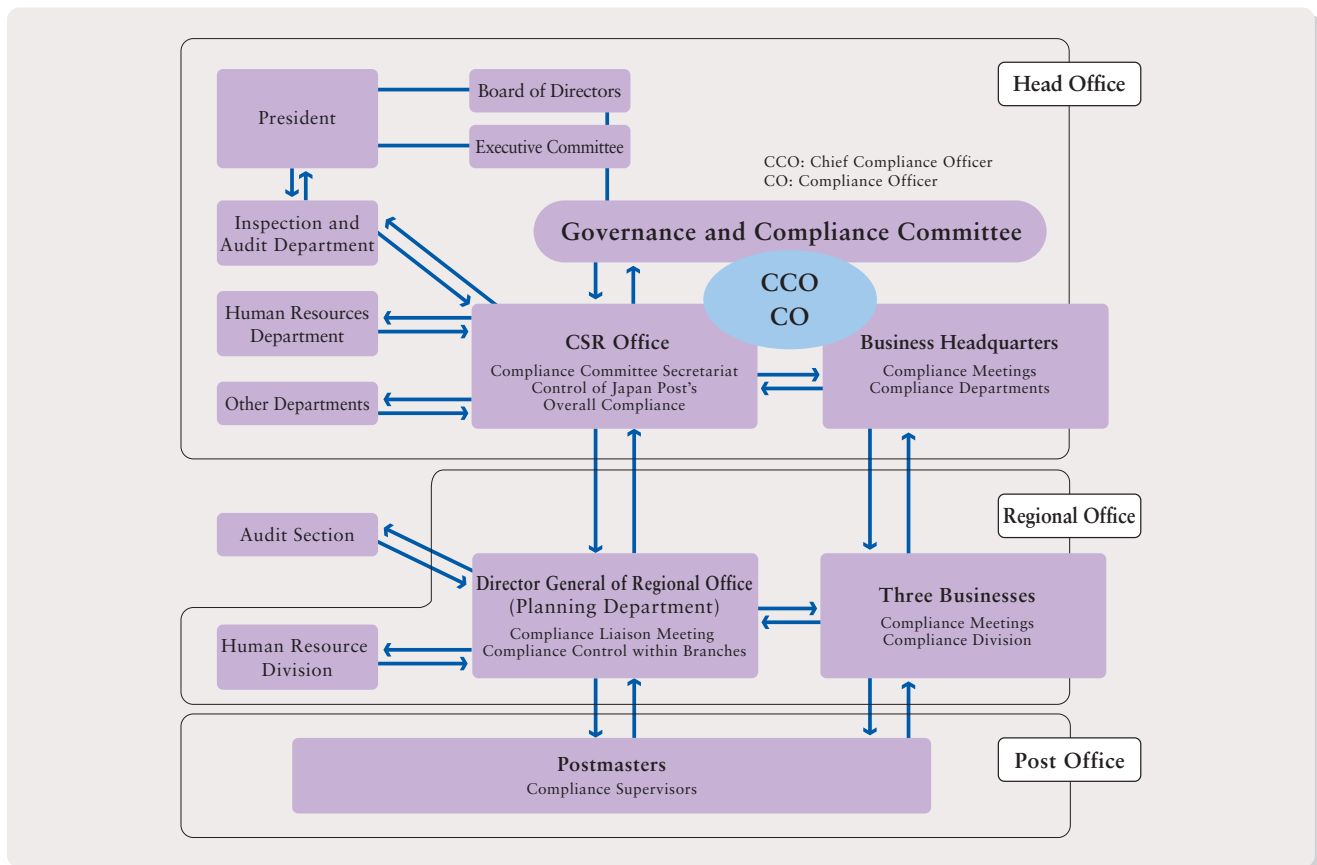 Head Office
President
Board of Directors
Executive Committee
CCO: Chief Compliance Officer
CO: Compliance Officer
Inspection and
Audit Department
Governance and Compliance Committee
CCO
CO
Human Resources
Department
CSR Office
Compliance Committee Secretariat
Control of Japan Post's
Overall Compliance
Business Headquarters
Compliance Meetings
Compliance Departments
Other Departments
Regional Office
Audit Section
Director General of Regional Office
(Planning Department)
Compliance Liaison Meeting
Compliance Control within Branches
Three Businesses
Compliance Meetings
Compliance Division
Human Resource
Division
Post Office
Postmasters
Compliance Supervisors